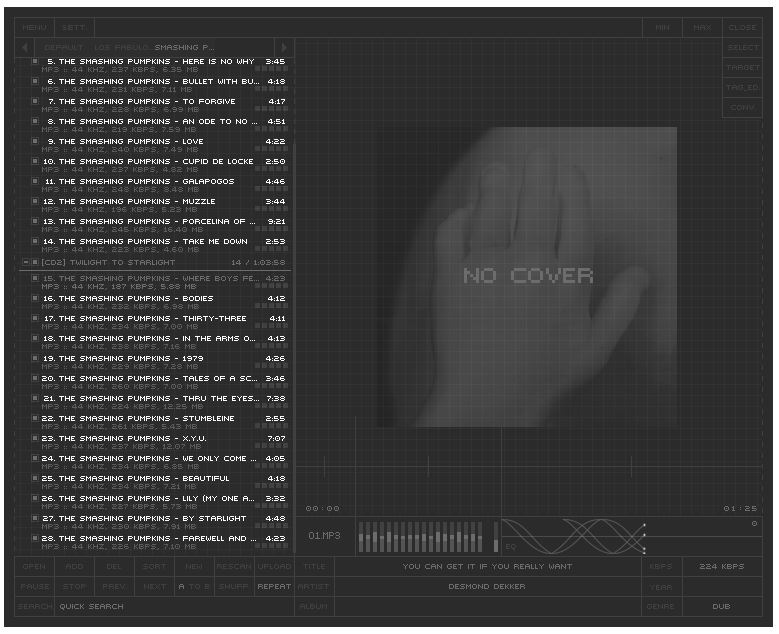 MENU SETT. MIN MAX CLOSE
DEFAULT LOS FABULO. SMASHING P... SELECT
5. THE SMASHING PUMPKINS - HERE IS NO WHY 3:45
MP3 :: 44 KHZ, 237 KBPS, 6.35 MB
TARGET
6. THE SMASHING PUMPKINS - BULLET WITH BU... 4:18
MP3 :: 44 KHZ, 231 KBPS, 7.11 MB
TAG_ED.
7. THE SMASHING PUMPKINS - TO FORGIVE 4:17
MP3 :: 44 KHZ, 228 KBPS, 6.99 MB
CONV.
8. THE SMASHING PUMPKINS - AN ODE TO NO ... 4:51
MP3 :: 44 KHZ, 219 KBPS, 7.59 MB
9. THE SMASHING PUMPKINS - LOVE 4:22
MP3 :: 44 KHZ, 240 KBPS, 7.49 MB
10. THE SMASHING PUMPKINS - CUPID DE LOCKE 2:50
MP3 :: 44 KHZ, 237 KBPS, 4.82 MB
11. THE SMASHING PUMPKINS - GALAPOGOS 4:46
MP3 :: 44 KHZ, 248 KBPS, 8.48 MB
12. THE SMASHING PUMPKINS - MUZZLE 3:44
MP3 :: 44 KHZ, 196 KBPS, 5.23 MB
13. THE SMASHING PUMPKINS - PORCELINA OF ... 9:21
MP3 :: 44 KHZ, 245 KBPS, 16.40 MB
14. THE SMASHING PUMPKINS - TAKE ME DOWN 2:53
MP3 :: 44 KHZ, 223 KBPS, 4.60 MB
[CD2] TWILIGHT TO STARLIGHT 14 / 1:03:58
NO COVER
15. THE SMASHING PUMPKINS - WHERE BOYS FE... 4:23
MP3 :: 44 KHZ, 187 KBPS, 5.88 MB
16. THE SMASHING PUMPKINS - BODIES 4:12
MP3 :: 44 KHZ, 232 KBPS, 6.98 MB
17. THE SMASHING PUMPKINS - THIRTY-THREE 4:11
MP3 :: 44 KHZ, 234 KBPS, 7.00 MB
18. THE SMASHING PUMPKINS - IN THE ARMS O... 4:13
MP3 :: 44 KHZ, 238 KBPS, 7.16 MB
19. THE SMASHING PUMPKINS - 1979 4:26
MP3 :: 44 KHZ, 229 KBPS, 7.28 MB
20. THE SMASHING PUMPKINS - TALES OF A SC... 3:46
MP3 :: 44 KHZ, 260 KBPS, 7.00 MB
21. THE SMASHING PUMPKINS - THRU THE EYES... 7:38
MP3 :: 44 KHZ, 224 KBPS, 12.25 MB
22. THE SMASHING PUMPKINS - STUMBLEINE 2:55
MP3 :: 44 KHZ, 261 KBPS, 5.43 MB
23. THE SMASHING PUMPKINS - X.Y.U. 7:07
MP3 :: 44 KHZ, 237 KBPS, 12.07 MB
24. THE SMASHING PUMPKINS - WE ONLY COME ... 4:05
MP3 :: 44 KHZ, 234 KBPS, 6.85 MB
25. THE SMASHING PUMPKINS - BEAUTIFUL 4:18
MP3 :: 44 KHZ, 234 KBPS, 7.21 MB
26. THE SMASHING PUMPKINS - LILY (MY ONE A... 3:32
MP3 :: 44 KHZ, 227 KBPS, 5.73 MB
00:00 01:25
27. THE SMASHING PUMPKINS - BY STARLIGHT 4:48
MP3 :: 44 KHZ, 230 KBPS, 7.91 MB
28. THE SMASHING PUMPKINS - FAREWELL AND ... 4:23
MP3 :: 44 KHZ, 226 KBPS, 7.10 MB
01.MP3 EQ 0
OPEN ADD DEL SORT NEW RESCAN UPLOAD TITLE YOU CAN GET IT IF YOU REALLY WANT KBPS 224 KBPS
PAUSE STOP PREV. NEXT A TO B SHUFF. REPEAT ARTIST DESMOND DEKKER YEAR
SEARCH QUICK SEARCH ALBUM GENRE DUB